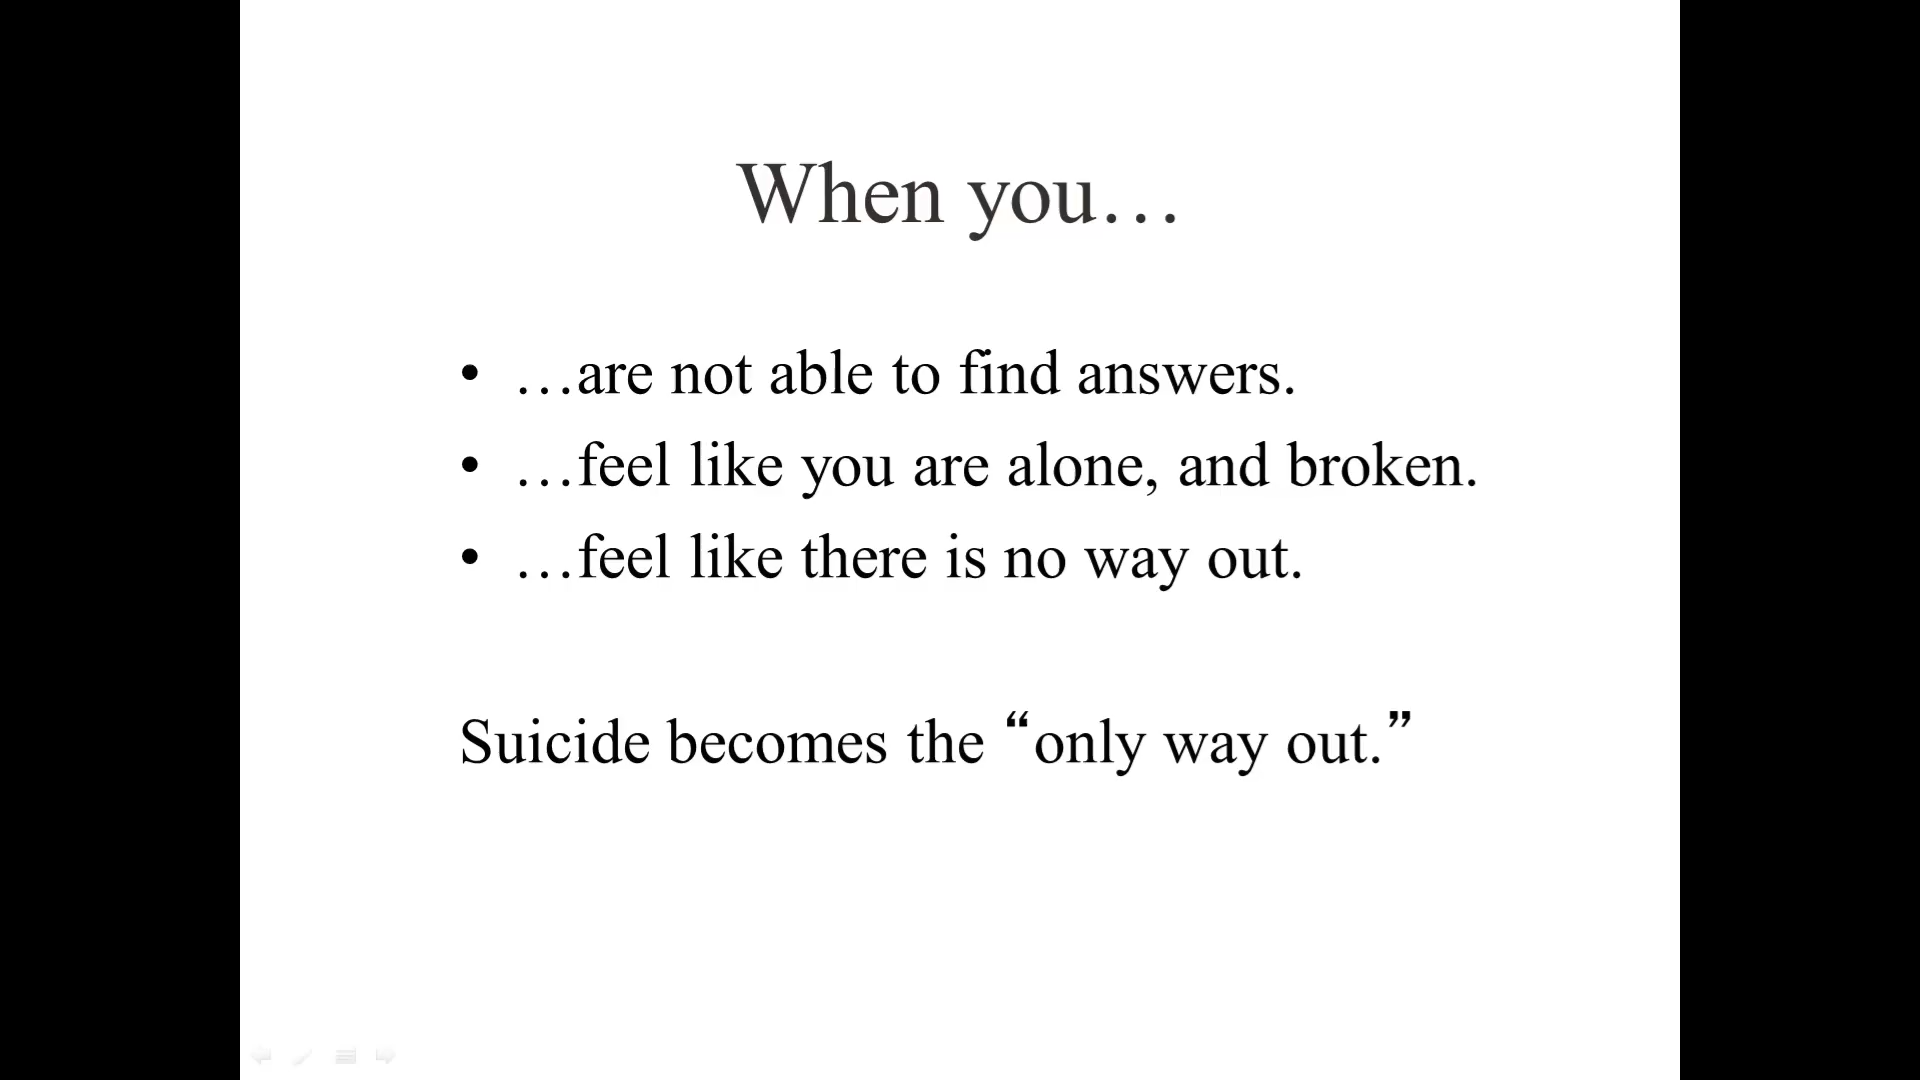 When you…
• …are not able to find answers.
• …feel like you are alone, and broken.
• …feel like there is no way out.
Suicide becomes the “only way out.”